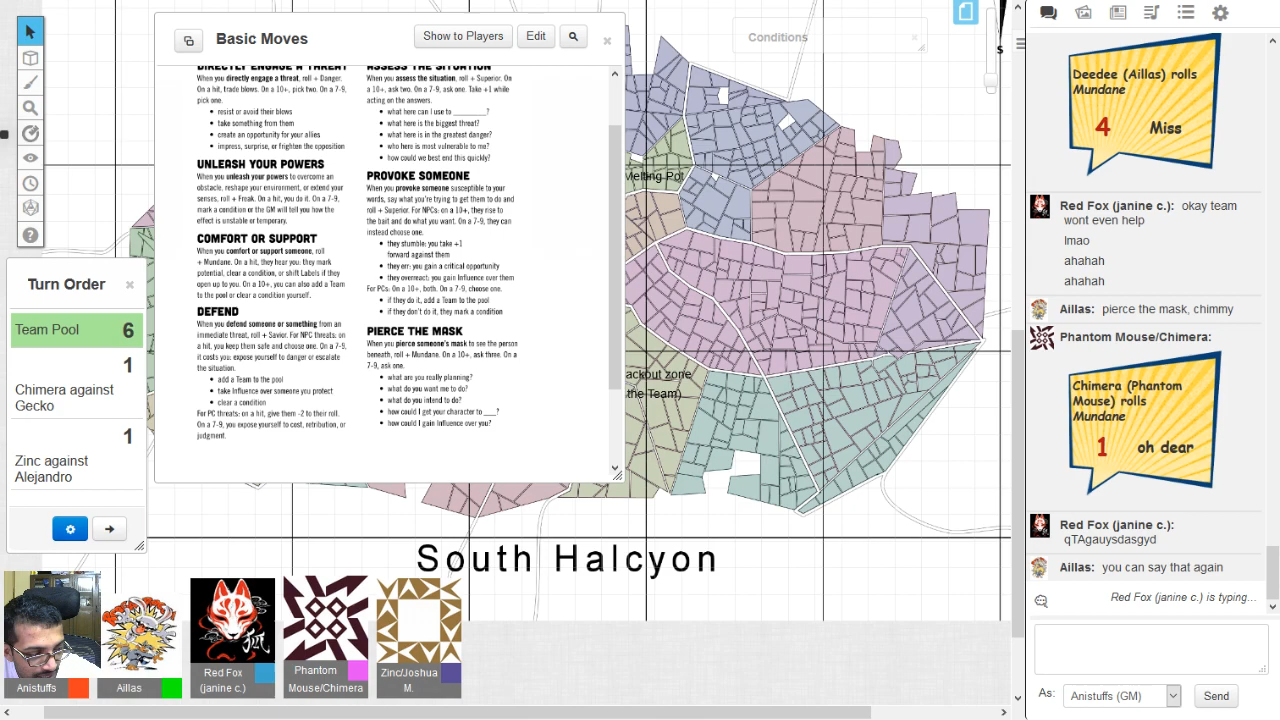 Basic Moves
Show to Players
Edit
Conditions
DIRECTLY ENGAGE A THREAT
When you directly engage a threat, roll + Danger.
On a hit, trade blows. On a 10+, pick two. On a 7-9,
pick one.
• resist or avoid their blows
• take something from them
• create an opportunity for your allies
• impress, surprise, or frighten the opposition
UNLEASH YOUR POWERS
When you unleash your powers to overcome an
obstacle, reshape your environment, or extend your
senses, roll + Freak. On a hit, you do it. On a 7-9,
mark a condition or the GM will tell you how the
effect is unstable or temporary.
COMFORT OR SUPPORT
When you comfort or support someone, roll
+ Mundane. On a hit, they hear you: they mark
potential, clear a condition, or shift Labels if they
open up to you. On a 10+, you can also add a Team
to the pool or clear a condition yourself.
DEFEND
When you defend someone or something from an
immediate threat, roll + Savior. For NPC threats: on
a hit, you keep them safe and choose one. On a 7-9,
it costs you: expose yourself to danger or escalate
the situation.
• add a Team to the pool
• take Influence over someone you protect
• clear a condition
For PC threats: on a hit, give them -2 to their roll.
On a 7-9, you expose yourself to cost, retribution, or
judgment.
ASSESS THE SITUATION
When you assess the situation, roll + Superior. On
a 10+, ask two. On a 7-9, ask one. Take +1 while
acting on the answers.
• what here can I use to ________?
• what here is the biggest threat?
• what here is in the greatest danger?
• who here is most vulnerable to me?
• how could we best end this quickly?
PROVOKE SOMEONE
When you provoke someone susceptible to your
words, say what you're trying to get them to do and
roll + Superior. For NPCs: on a 10+, they rise to
the bait and do what you want. On a 7-9, they can
instead choose one.
• they stumble: you take +1
forward against them
• they err: you gain a critical opportunity
• they overreact: you gain Influence over them
For PCs: on a 10+, both. On a 7-9, choose one.
• if they do it, add a Team to the pool
• if they don't do it, they mark a condition
PIERCE THE MASK
When you pierce someone's mask to see the person
beneath, roll + Mundane. On a 10+, ask three. On a
7-9, ask one.
• what are you really planning?
• what do you want me to do?
• what do you intend to do?
• how could I get your character to ___?
• how could I gain Influence over you?
Melting Pot
ackout zone
the Team)
South Halcyon
s
Turn Order
Team Pool 6
1
Chimera against
Gecko
1
Zinc against
Alejandro
Anistuffs
Aillas
Red Fox
(janine c.)
狐
Phantom
Mouse/Chimera
Zinc/Joshua
M.
Deedee (Aillas) rolls
Mundane
4 Miss
Red Fox (janine c.): okay team
wont even help
lmao
ahahah
ahahah
Aillas: pierce the mask, chimmy
Phantom Mouse/Chimera:
Chimera (Phantom
Mouse) rolls
Mundane
1 oh dear
Red Fox (janine c.):
qTAgauysdasgyd
Aillas: you can say that again
Red Fox (janine c.) is typing...
As: Anistuffs (GM) Send